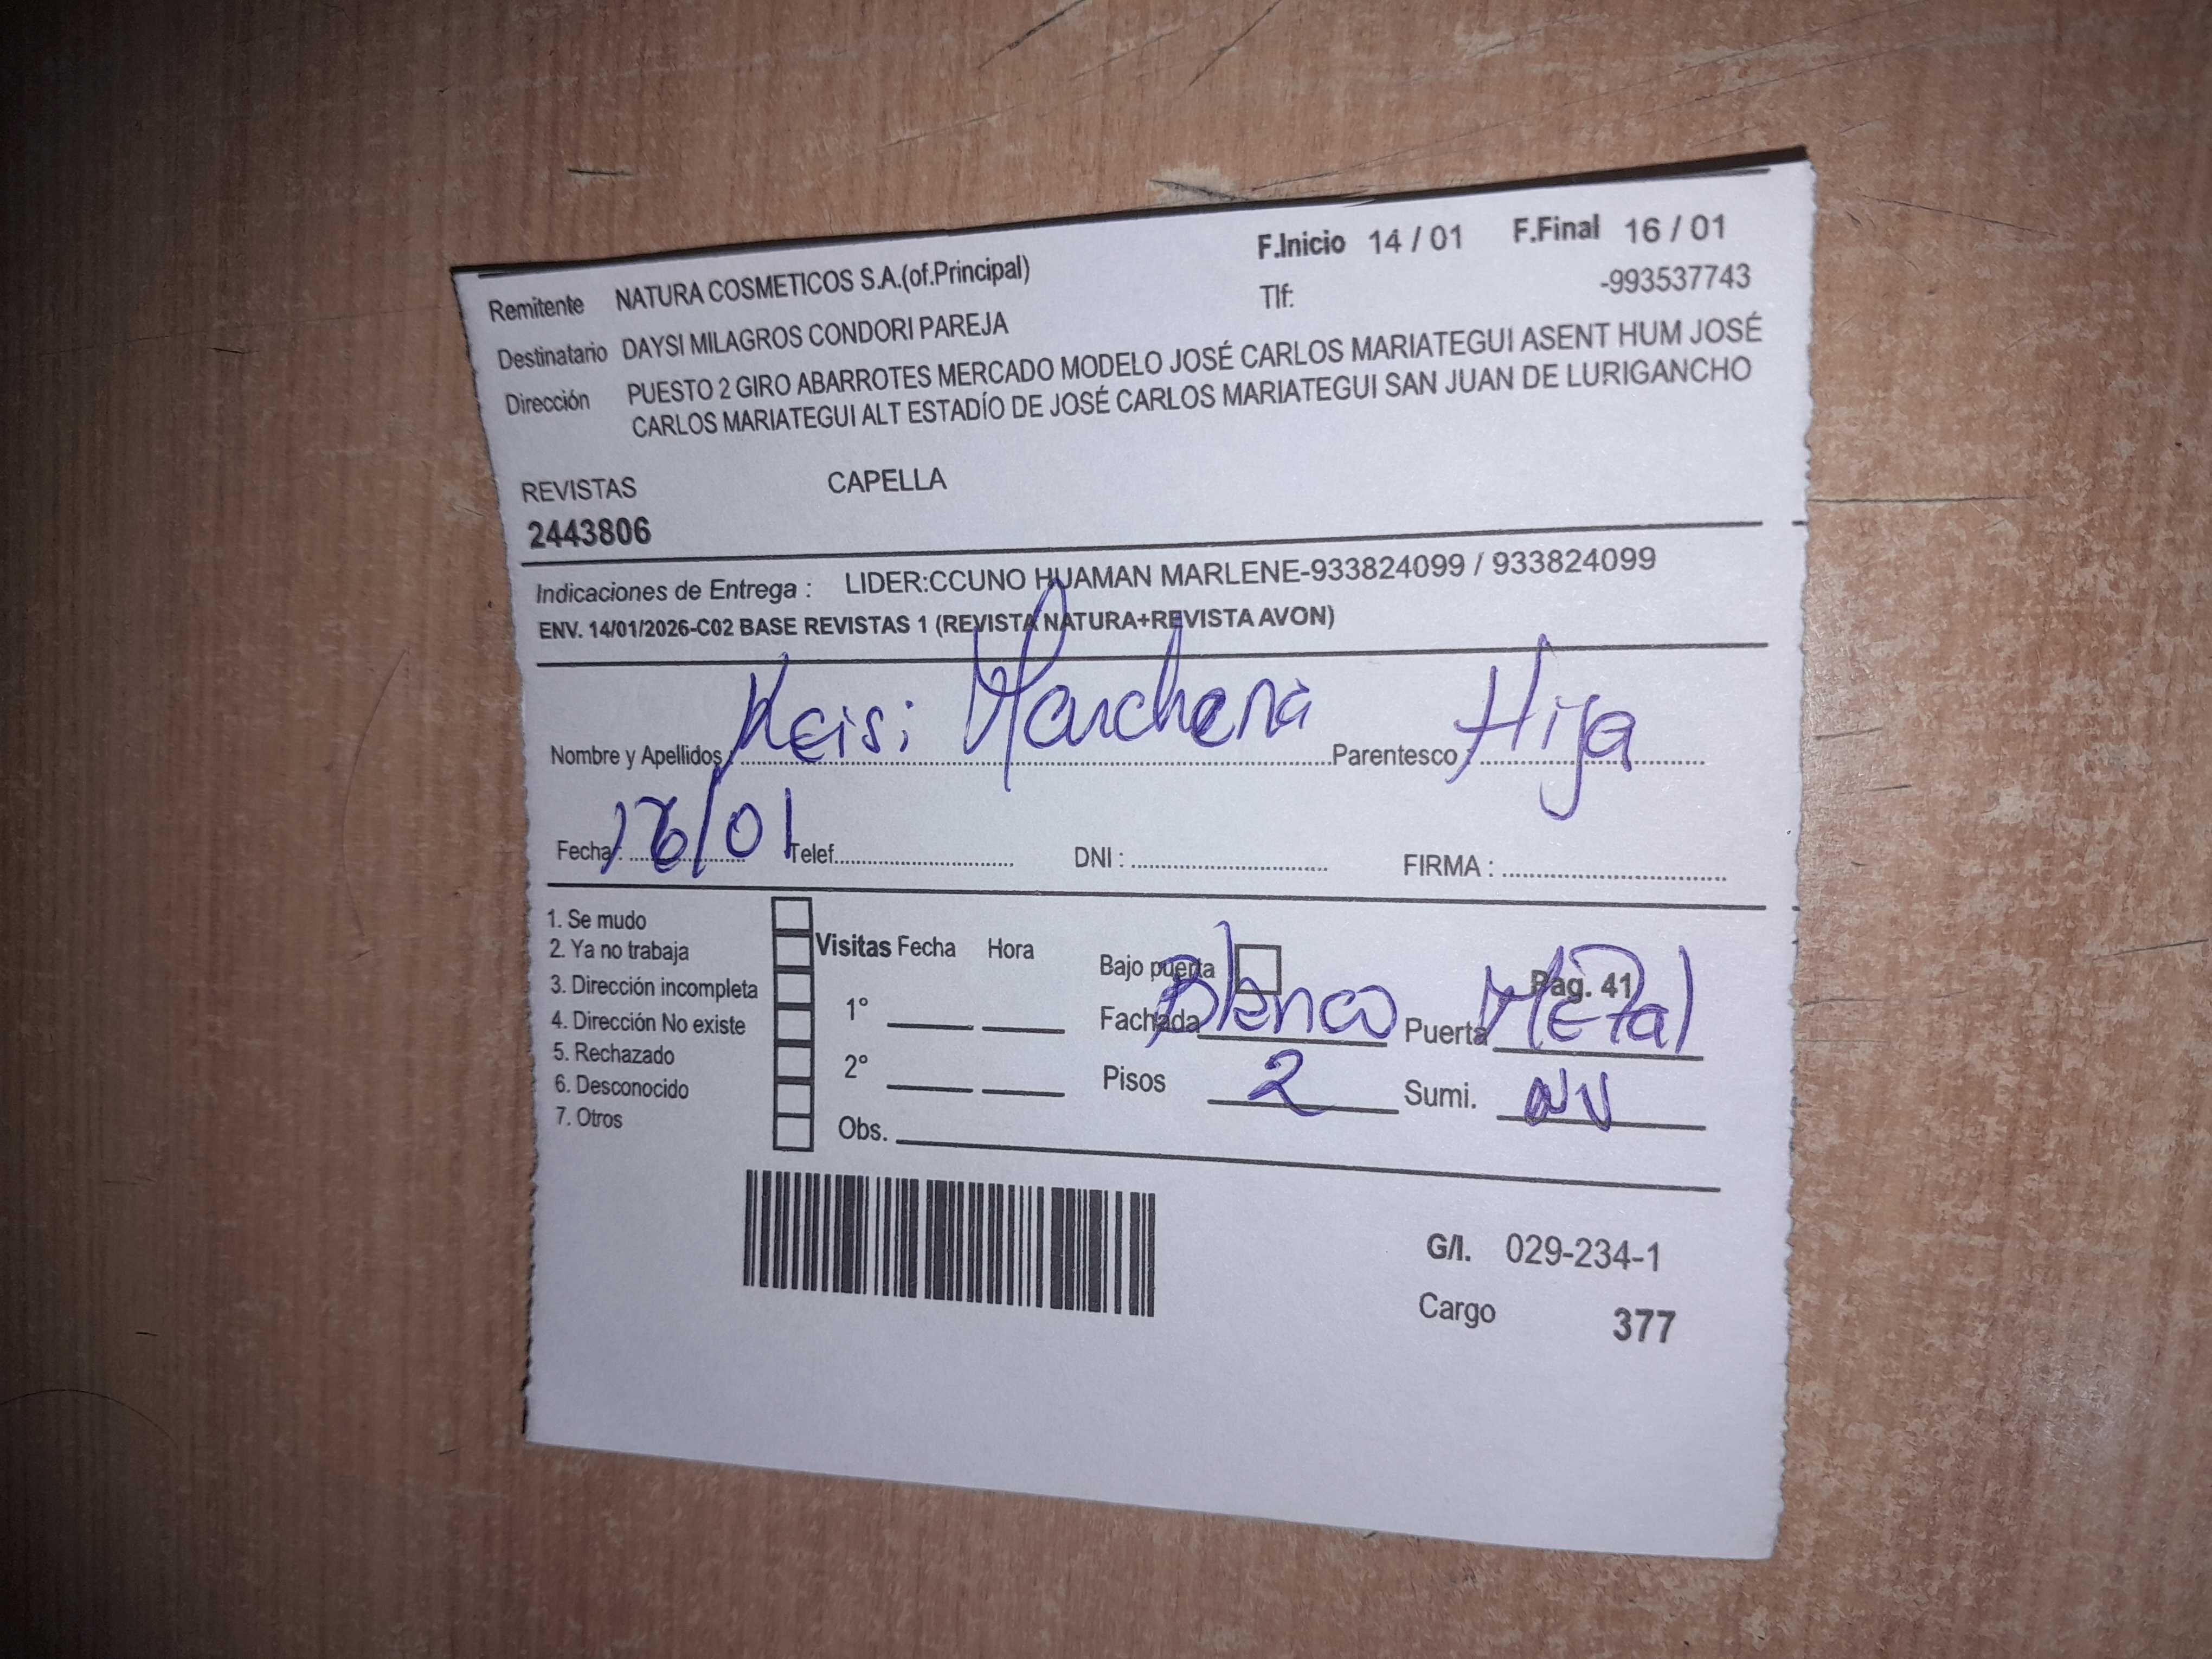 F.Inicio 14 / 01 F.Final 16 / 01
Remitente NATURA COSMETICOS S.A.(of.Principal) Tlf: -993537743
Destinatario DAYSI MILAGROS CONDORI PAREJA
Dirección PUESTO 2 GIRO ABARROTES MERCADO MODELO JOSÉ CARLOS MARIATEGUI ASENT HUM JOSÉ
CARLOS MARIATEGUI ALT ESTADÍO DE JOSÉ CARLOS MARIATEGUI SAN JUAN DE LURIGANCHO
REVISTAS CAPELLA
2443806
Indicaciones de Entrega : LIDER:CCUNO HUAMAN MARLENE-933824099 / 933824099
ENV. 14/01/2026-C02 BASE REVISTAS 1 (REVISTA NATURA+REVISTA AVON)
Nombre y Apellidos : Keisi Marchena Parentesco : Hija
Fecha : 16/01 Telef. DNI : FIRMA :
1. Se mudo
2. Ya no trabaja
3. Dirección incompleta
4. Dirección No existe
5. Rechazado
6. Desconocido
7. Otros
Visitas Fecha Hora
1°
2°
Obs.
Bajo puerta Pag. 41
Fachada Blanco Puerta Metal
Pisos 2 Sumi. NV
G/I. 029-234-1
Cargo 377